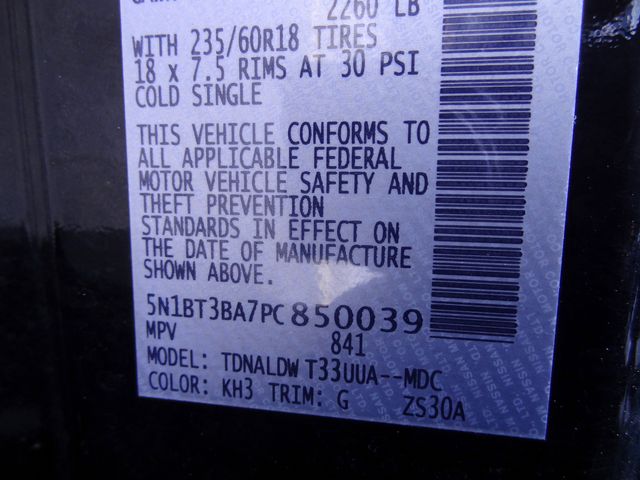 2260 LB
WITH 235/60R18 TIRES
18 x 7.5 RIMS AT 30 PSI
COLD SINGLE
THIS VEHICLE CONFORMS TO
ALL APPLICABLE FEDERAL
MOTOR VEHICLE SAFETY AND
THEFT PREVENTION
STANDARDS IN EFFECT ON
THE DATE OF MANUFACTURE
SHOWN ABOVE.
5N1BT3BA7PC850039
MPV 841
MODEL: TDNALDW T33UUA--MDC
COLOR: KH3 TRIM: G ZS30A